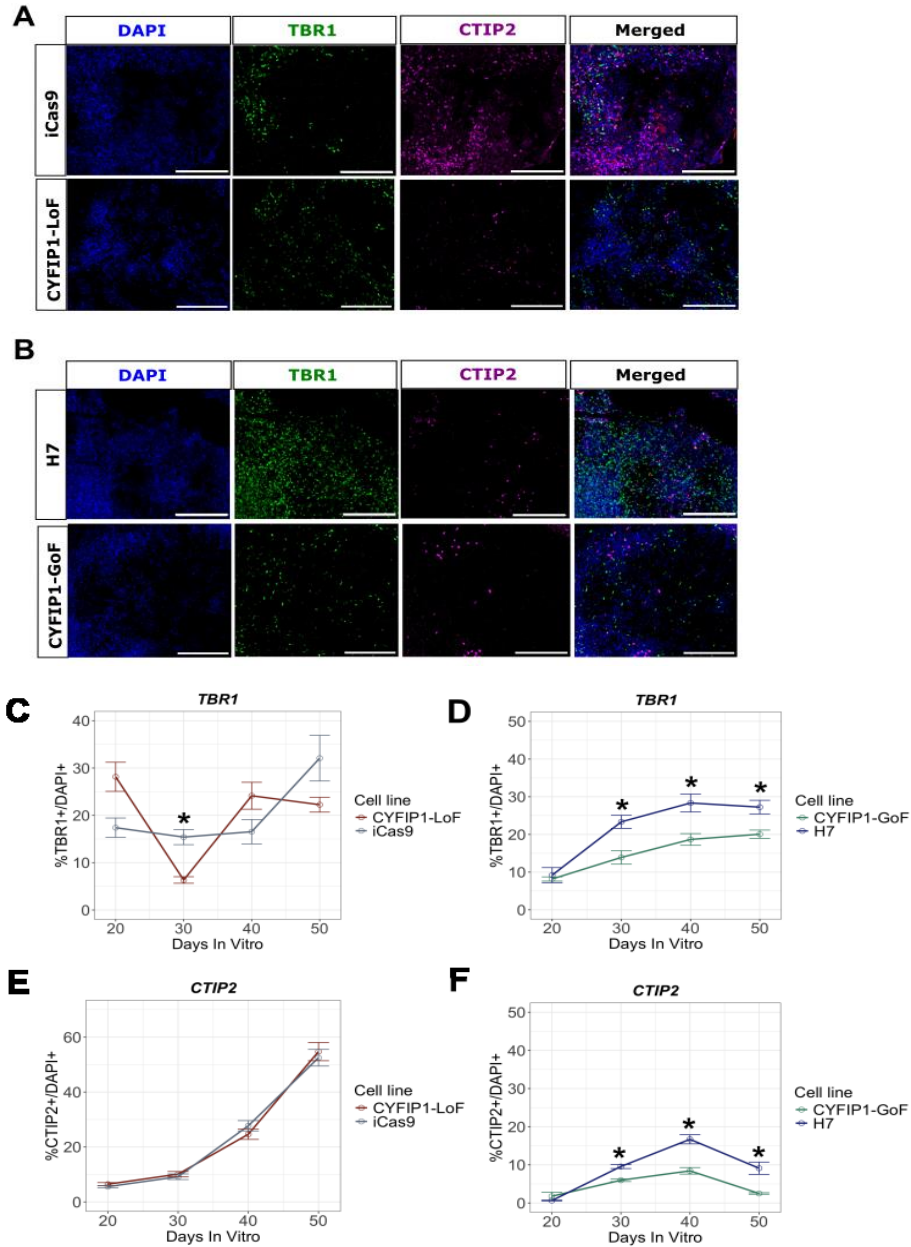 A
DAPI TBR1 CTIP2 Merged
iCas9
CYFIP1-LoF
B
DAPI TBR1 CTIP2 Merged
H7
CYFIP1-GoF
C
TBR1
%TBR1+/DAPI+
40
30
20
10
0
*
20 30 40 50
Days In Vitro
Cell line
CYFIP1-LoF
iCas9
D
TBR1
%TBR1+/DAPI+
50
40
30
20
10
0
* * *
20 30 40 50
Days In Vitro
Cell line
CYFIP1-GoF
H7
E
CTIP2
%CTIP2+/DAPI+
60
40
20
0
20 30 40 50
Days In Vitro
Cell line
CYFIP1-LoF
iCas9
F
CTIP2
%CTIP2+/DAPI+
50
40
30
20
10
0
* * *
20 30 40 50
Days In Vitro
Cell line
CYFIP1-GoF
H7